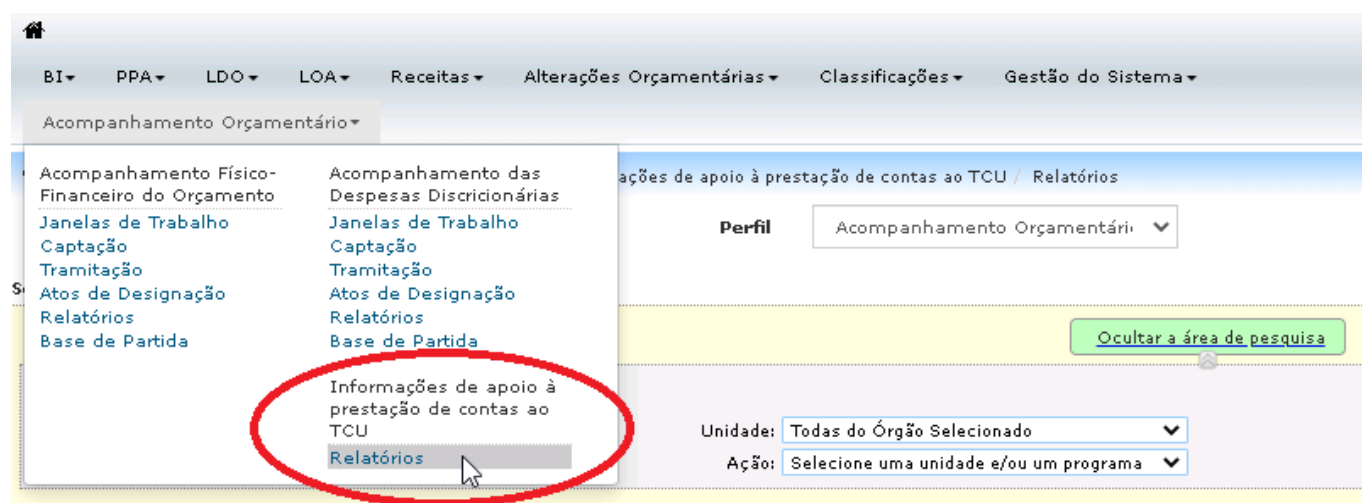 BI PPA LDO LOA Receitas Alterações Orçamentárias Classificações Gestão do Sistema
Acompanhamento Orçamentário
Acompanhamento Físico-
Financeiro do Orçamento
Janelas de Trabalho
Captação
Tramitação
Atos de Designação
Relatórios
Base de Partida
Acompanhamento das
Despesas Discricionárias
Janelas de Trabalho
Captação
Tramitação
Atos de Designação
Relatórios
Base de Partida
Informações de apoio à
prestação de contas ao
TCU
Relatórios
ações de apoio à prestação de contas ao TCU / Relatórios
Perfil Acompanhamento Orçamentári
Ocultar a área de pesquisa
Unidade: Todas do Órgão Selecionado
Ação: Selecione uma unidade e/ou um programa